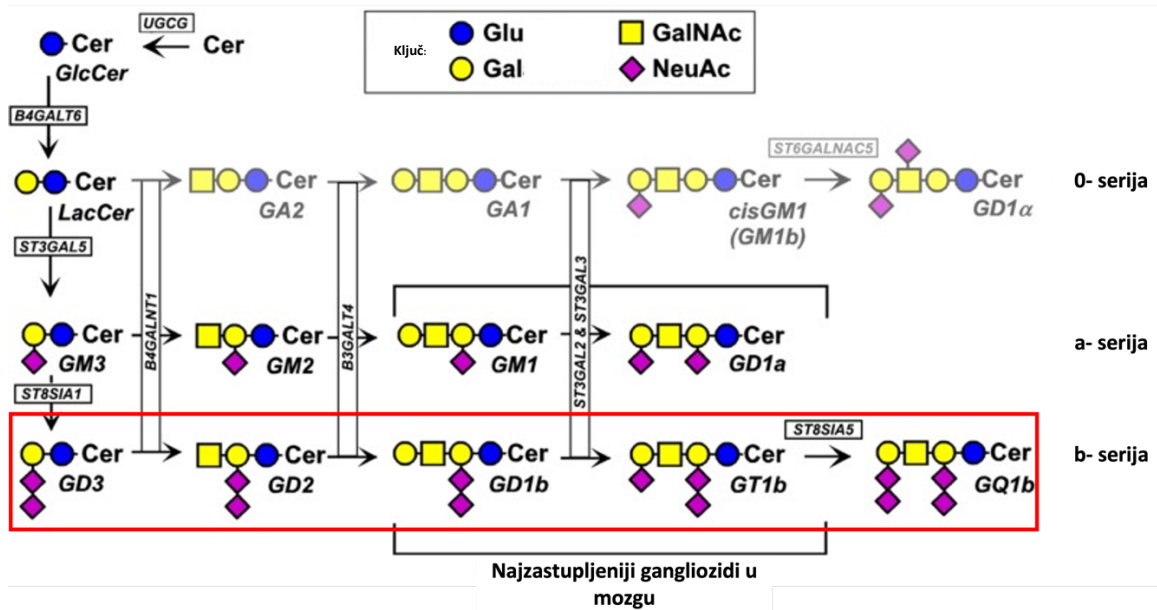 UGCG
Cer
Cer
GlcCer
Ključ:
Glu
GalNAc
Gal
NeuAc
B4GALT6
Cer
LacCer
Cer
GA2
Cer
GA1
Cer
cisGM1
(GM1b)
ST6GALNAC5
Cer
GD1α
0- serija
ST3GAL5
B4GALNT1
B3GALT4
ST3GAL2 & ST3GAL3
Cer
GM3
Cer
GM2
Cer
GM1
Cer
GD1a
a- serija
ST8SIA1
Cer
GD3
Cer
GD2
Cer
GD1b
Cer
GT1b
ST8SIA5
Cer
GQ1b
b- serija
Najzastupljeniji gangliozidi u
mozgu